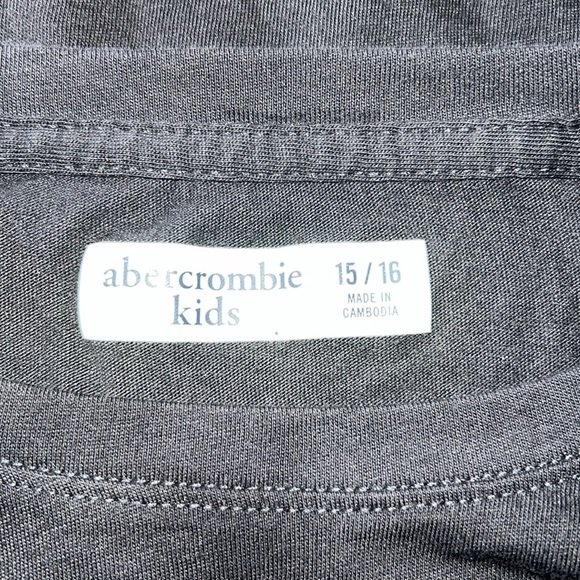 abercrombie
kids
15 / 16
MADE IN
CAMBODIA